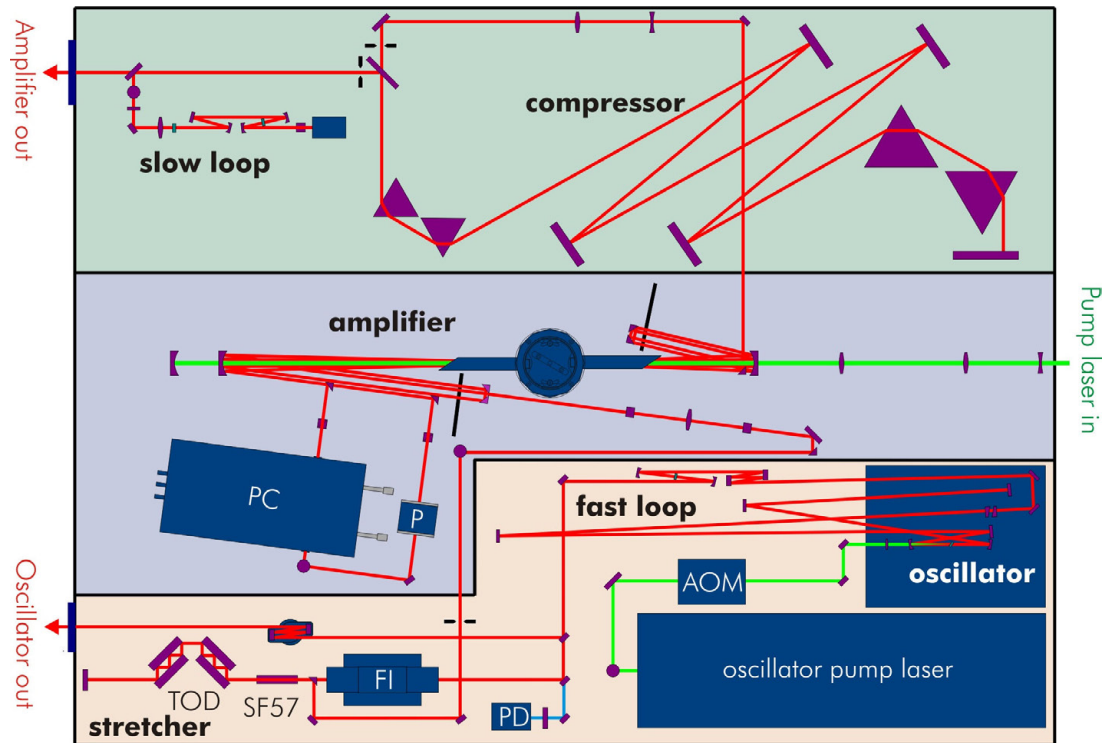 Amplifier out
compressor
slow loop
amplifier
Pump laser in
PC
P
fast loop
AOM
oscillator
Oscillator out
oscillator pump laser
TOD
SF57
FI
PD
stretcher